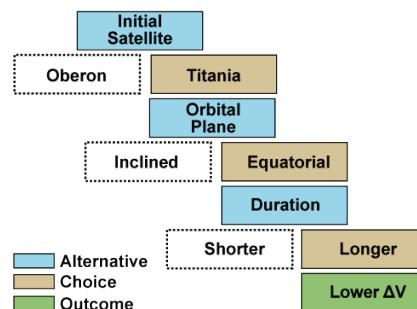 Initial
Satellite
Oberon
Titania
Orbital
Plane
Inclined
Equatorial
Duration
Shorter
Longer
Lower ΔV
Alternative
Choice
Outcome